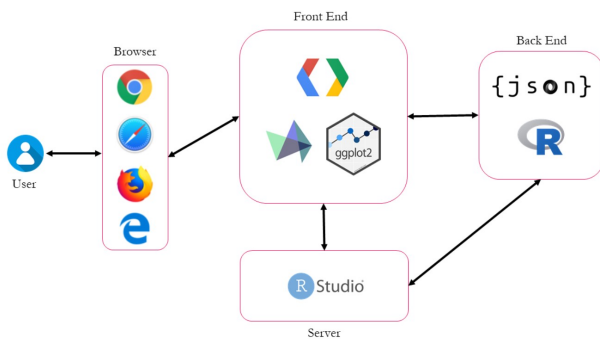 Front End
Browser
Back End
{json}
R
ggplot2
User
R Studio
Server